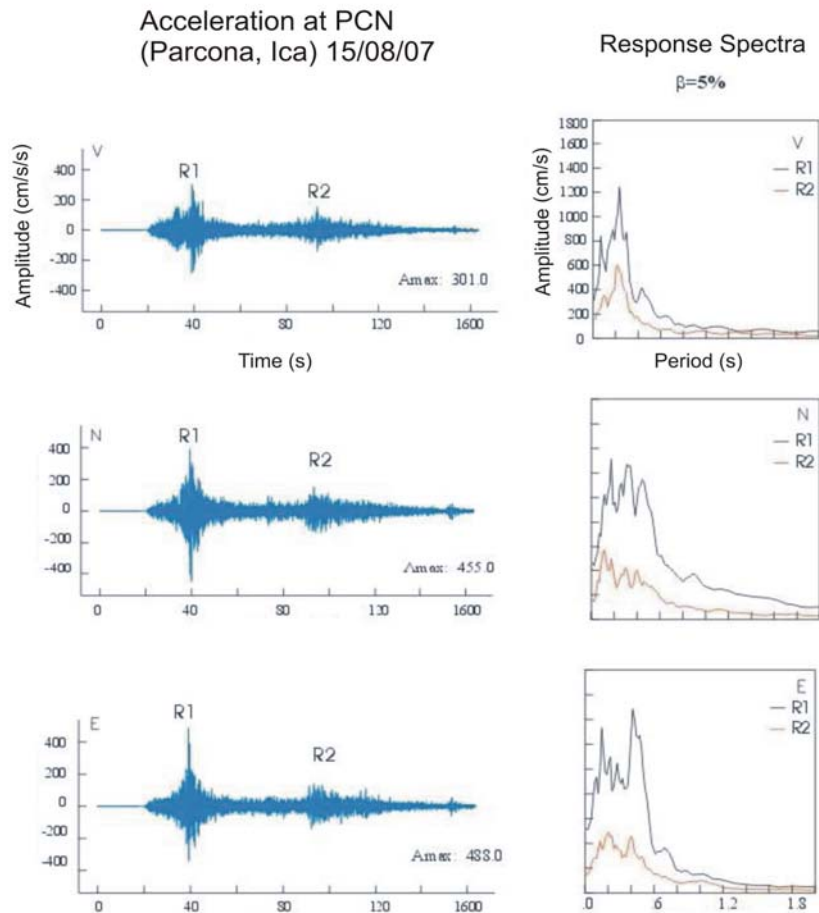 Acceleration at PCN
(Parcona, Ica) 15/08/07
Response Spectra
β=5%
Amplitude (cm/s/s)
V
R1
R2
400
200
0
-200
-400
Amax: 301.0
0 40 80 120 1600
Time (s)
Amplitude (cm/s)
1800
1600
1400
1200
1000
800
600
400
200
0
V
R1
R2
Period (s)
N
R1
R2
400
200
0
-200
-400
Amax: 455.0
0 40 80 120 1600
N
R1
R2
E
R1
R2
400
200
0
-200
-400
Amax: 488.0
0 40 80 120 1600
E
R1
R2
.0 .6 1.2 1.8